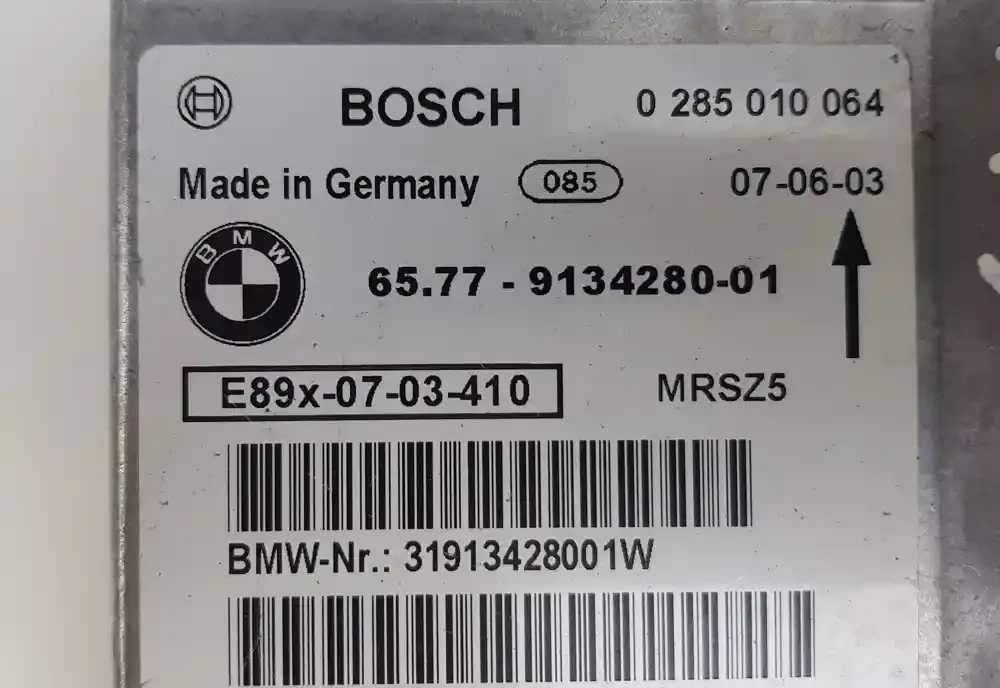 BOSCH 0 285 010 064
Made in Germany 085 07-06-03
BMW
65.77 - 9134280-01
E89x-07-03-410 MRSZ5
BMW-Nr.: 31913428001W